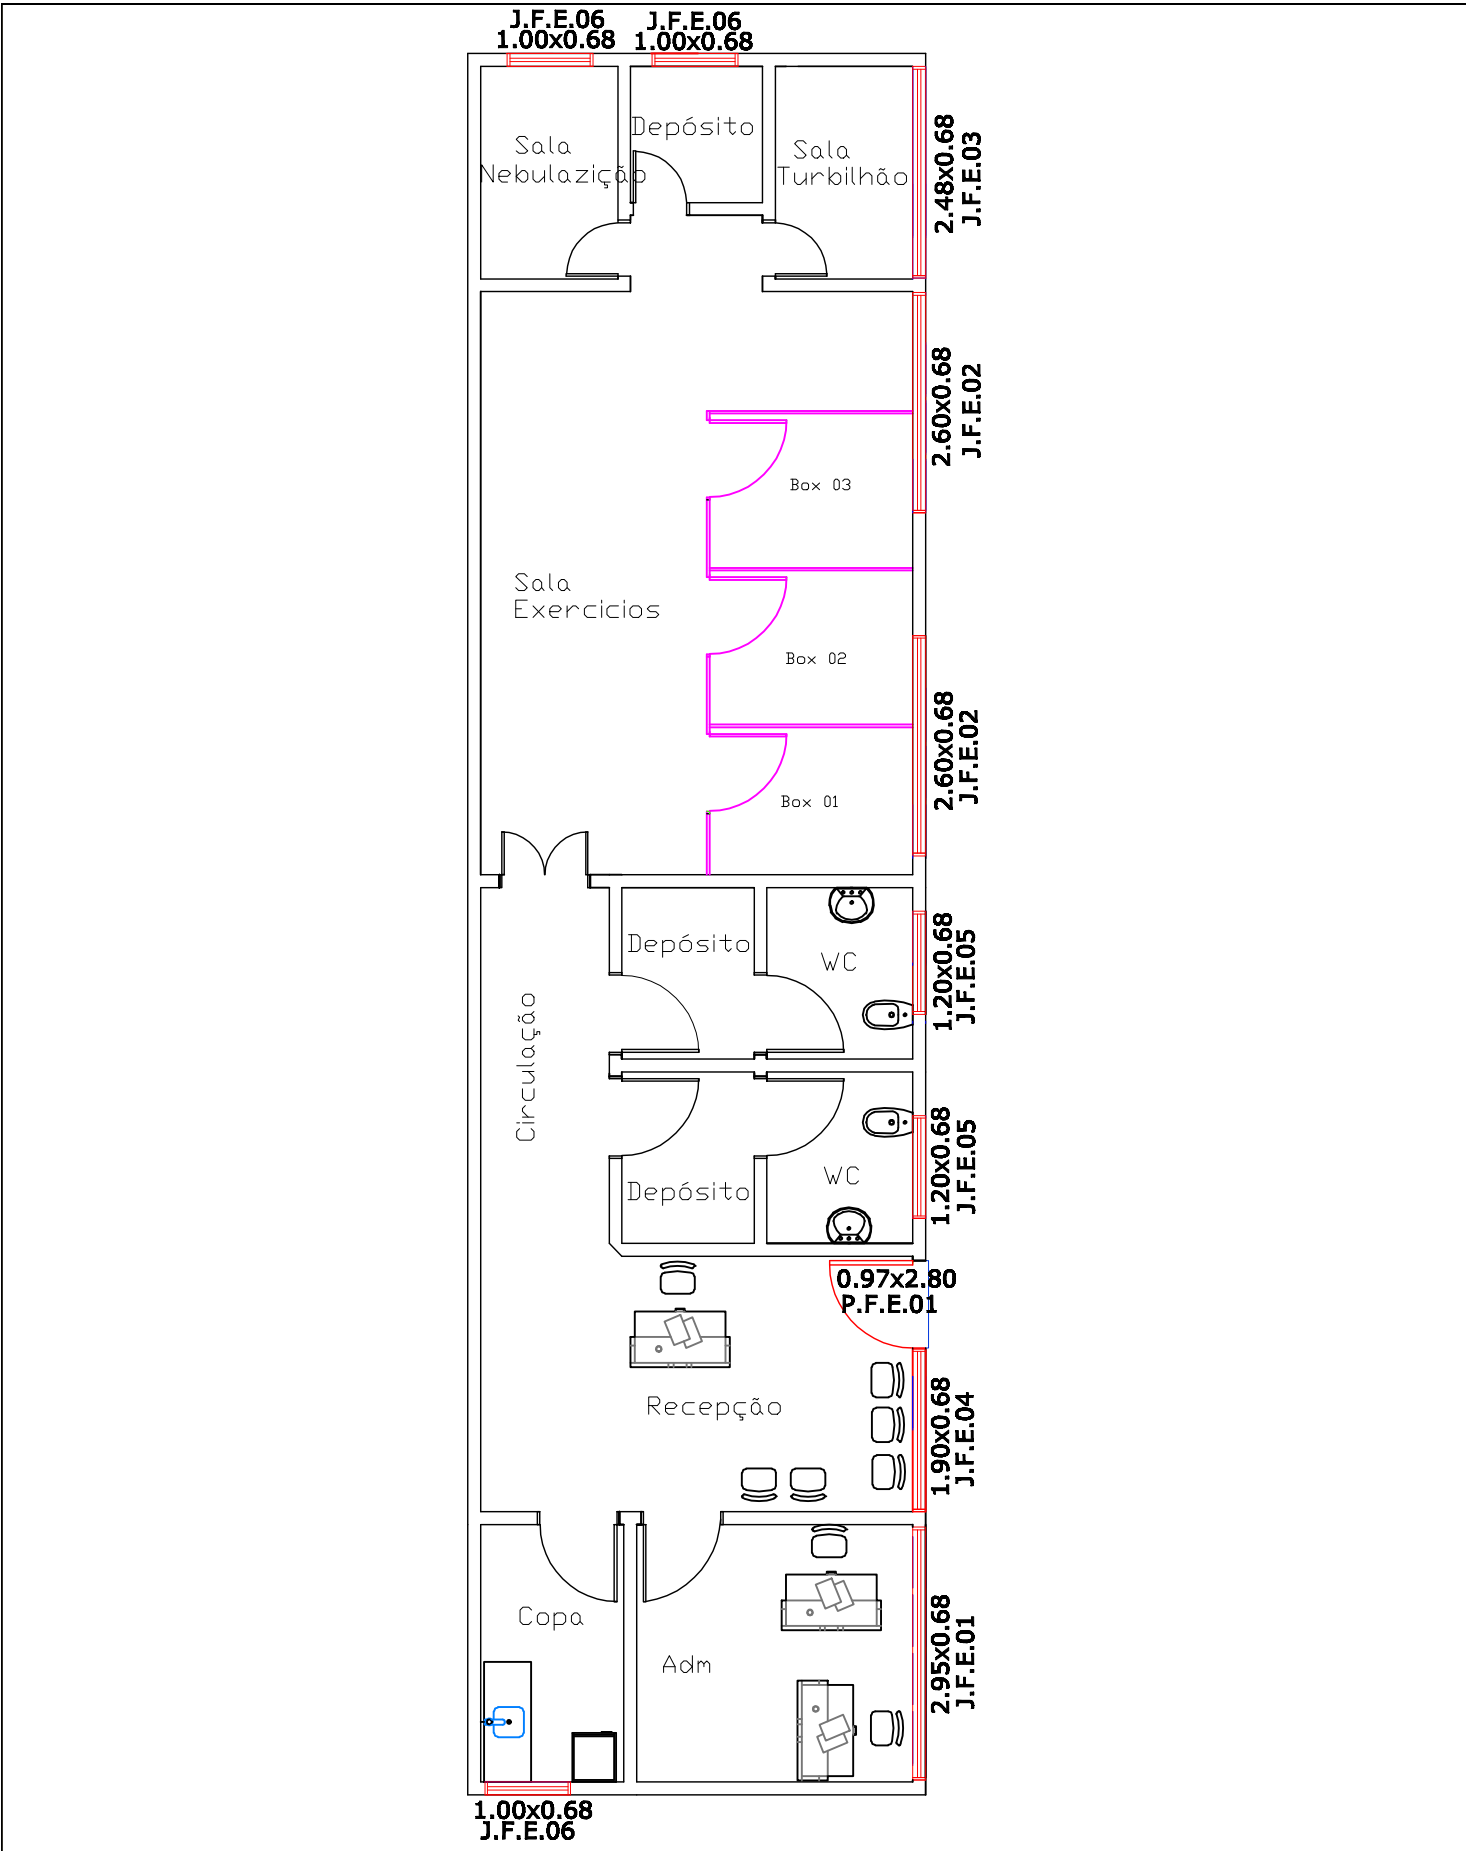 J.F.E.06
1.00x0.68
J.F.E.06
1.00x0.68
Sala
Nebulazição
Depósito
Sala
Turbilhão
2.48x0.68
J.F.E.03
2.60x0.68
J.F.E.02
Box 03
Sala
Exercicios
Box 02
2.60x0.68
J.F.E.02
Box 01
Depósito
WC
1.20x0.68
J.F.E.05
Circulação
Depósito
WC
1.20x0.68
J.F.E.05
0.97x2.80
P.F.E.01
Recepção
1.90x0.68
J.F.E.04
Copa
Adm
2.95x0.68
J.F.E.01
1.00x0.68
J.F.E.06